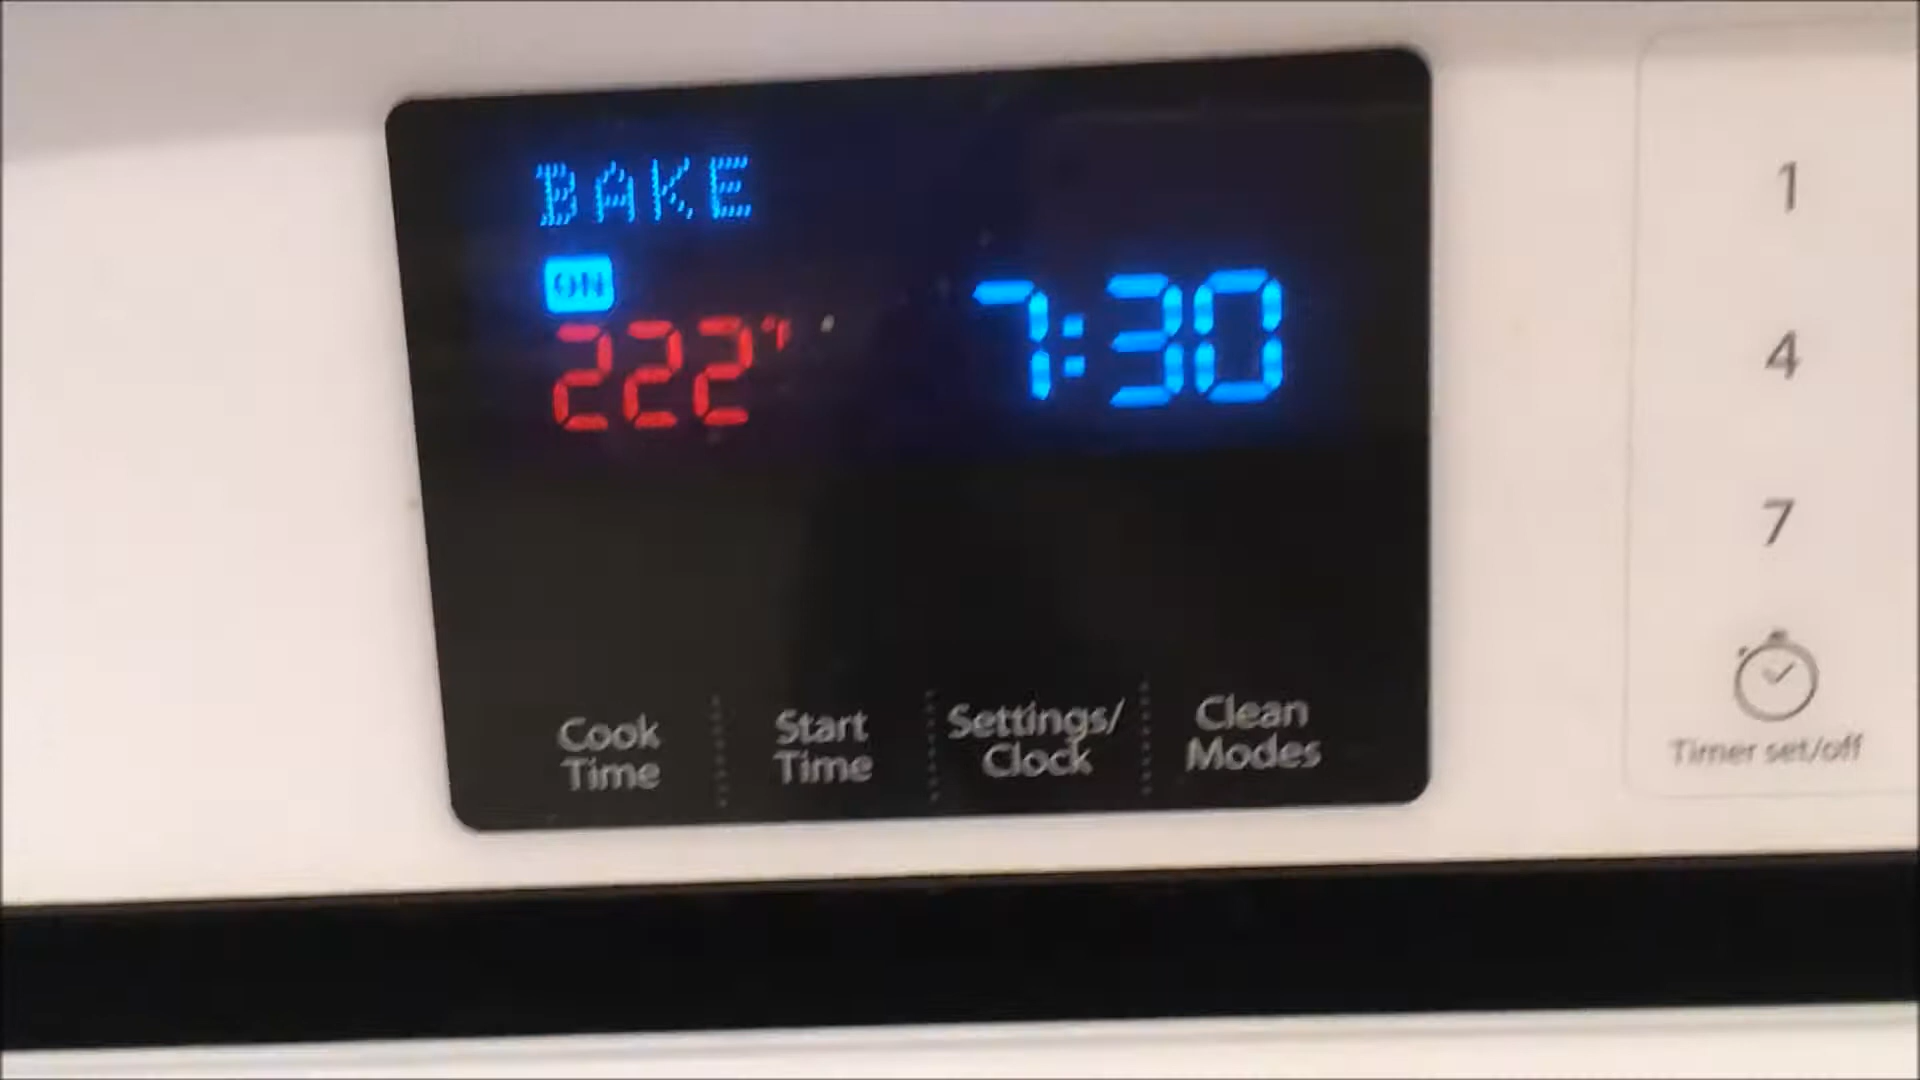 BAKE
ON
222°F
7:30
Cook
Time
Start
Time
Settings/
Clock
Clean
Modes
1
4
7
Timer set/off